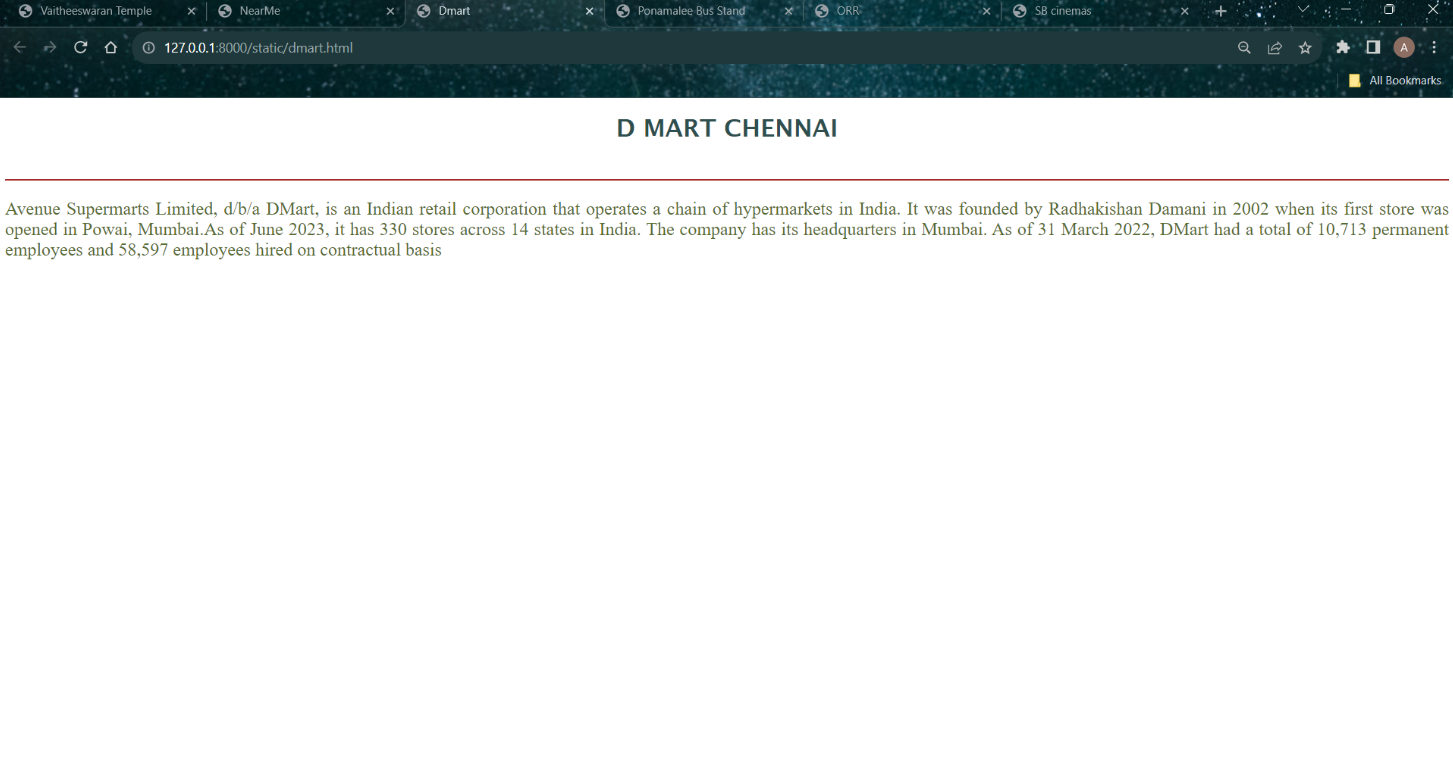 Vaitheeswaran Temple NearMe Dmart Ponamalee Bus Stand ORR SB cinemas
127.0.0.1:8000/static/dmart.html A
All Bookmarks
D MART CHENNAI
Avenue Supermarts Limited, d/b/a DMart, is an Indian retail corporation that operates a chain of hypermarkets in India. It was founded by Radhakishan Damani in 2002 when its first store was
opened in Powai, Mumbai.As of June 2023, it has 330 stores across 14 states in India. The company has its headquarters in Mumbai. As of 31 March 2022, DMart had a total of 10,713 permanent
employees and 58,597 employees hired on contractual basis